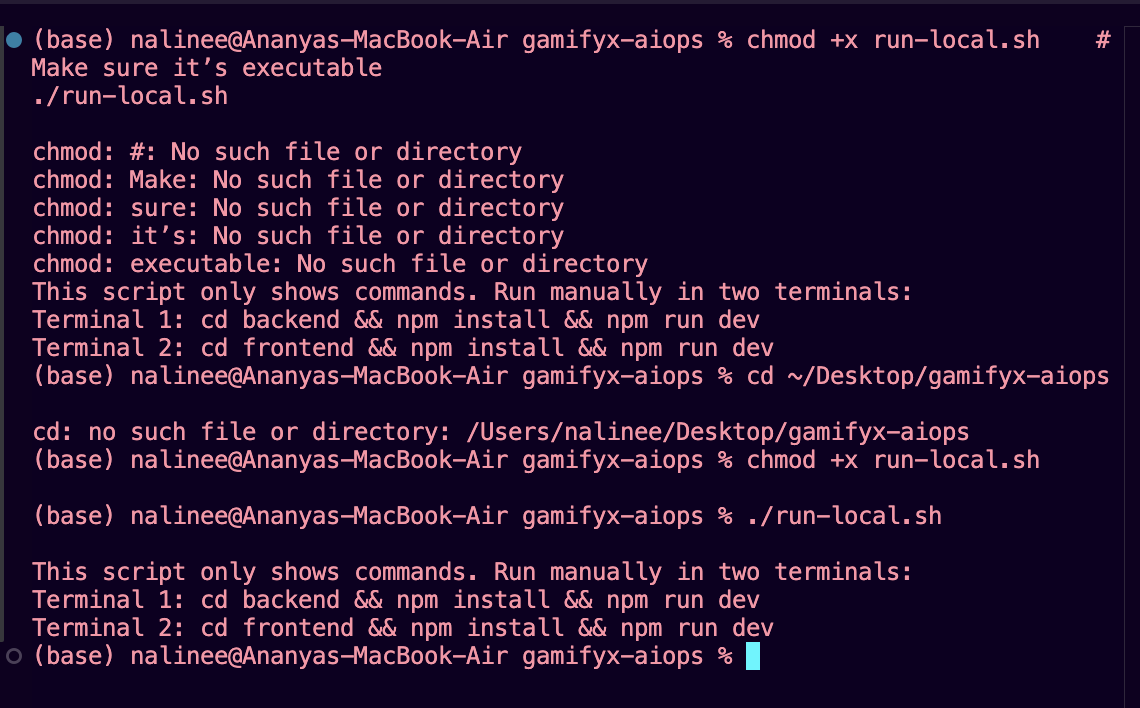 (base) nalinee@Ananyas-MacBook-Air gamifyx-aiops % chmod +x run-local.sh    #
Make sure it’s executable
./run-local.sh
chmod: #: No such file or directory
chmod: Make: No such file or directory
chmod: sure: No such file or directory
chmod: it’s: No such file or directory
chmod: executable: No such file or directory
This script only shows commands. Run manually in two terminals:
Terminal 1: cd backend && npm install && npm run dev
Terminal 2: cd frontend && npm install && npm run dev
(base) nalinee@Ananyas-MacBook-Air gamifyx-aiops % cd ~/Desktop/gamifyx-aiops
cd: no such file or directory: /Users/nalinee/Desktop/gamifyx-aiops
(base) nalinee@Ananyas-MacBook-Air gamifyx-aiops % chmod +x run-local.sh
(base) nalinee@Ananyas-MacBook-Air gamifyx-aiops % ./run-local.sh
This script only shows commands. Run manually in two terminals:
Terminal 1: cd backend && npm install && npm run dev
Terminal 2: cd frontend && npm install && npm run dev
(base) nalinee@Ananyas-MacBook-Air gamifyx-aiops %